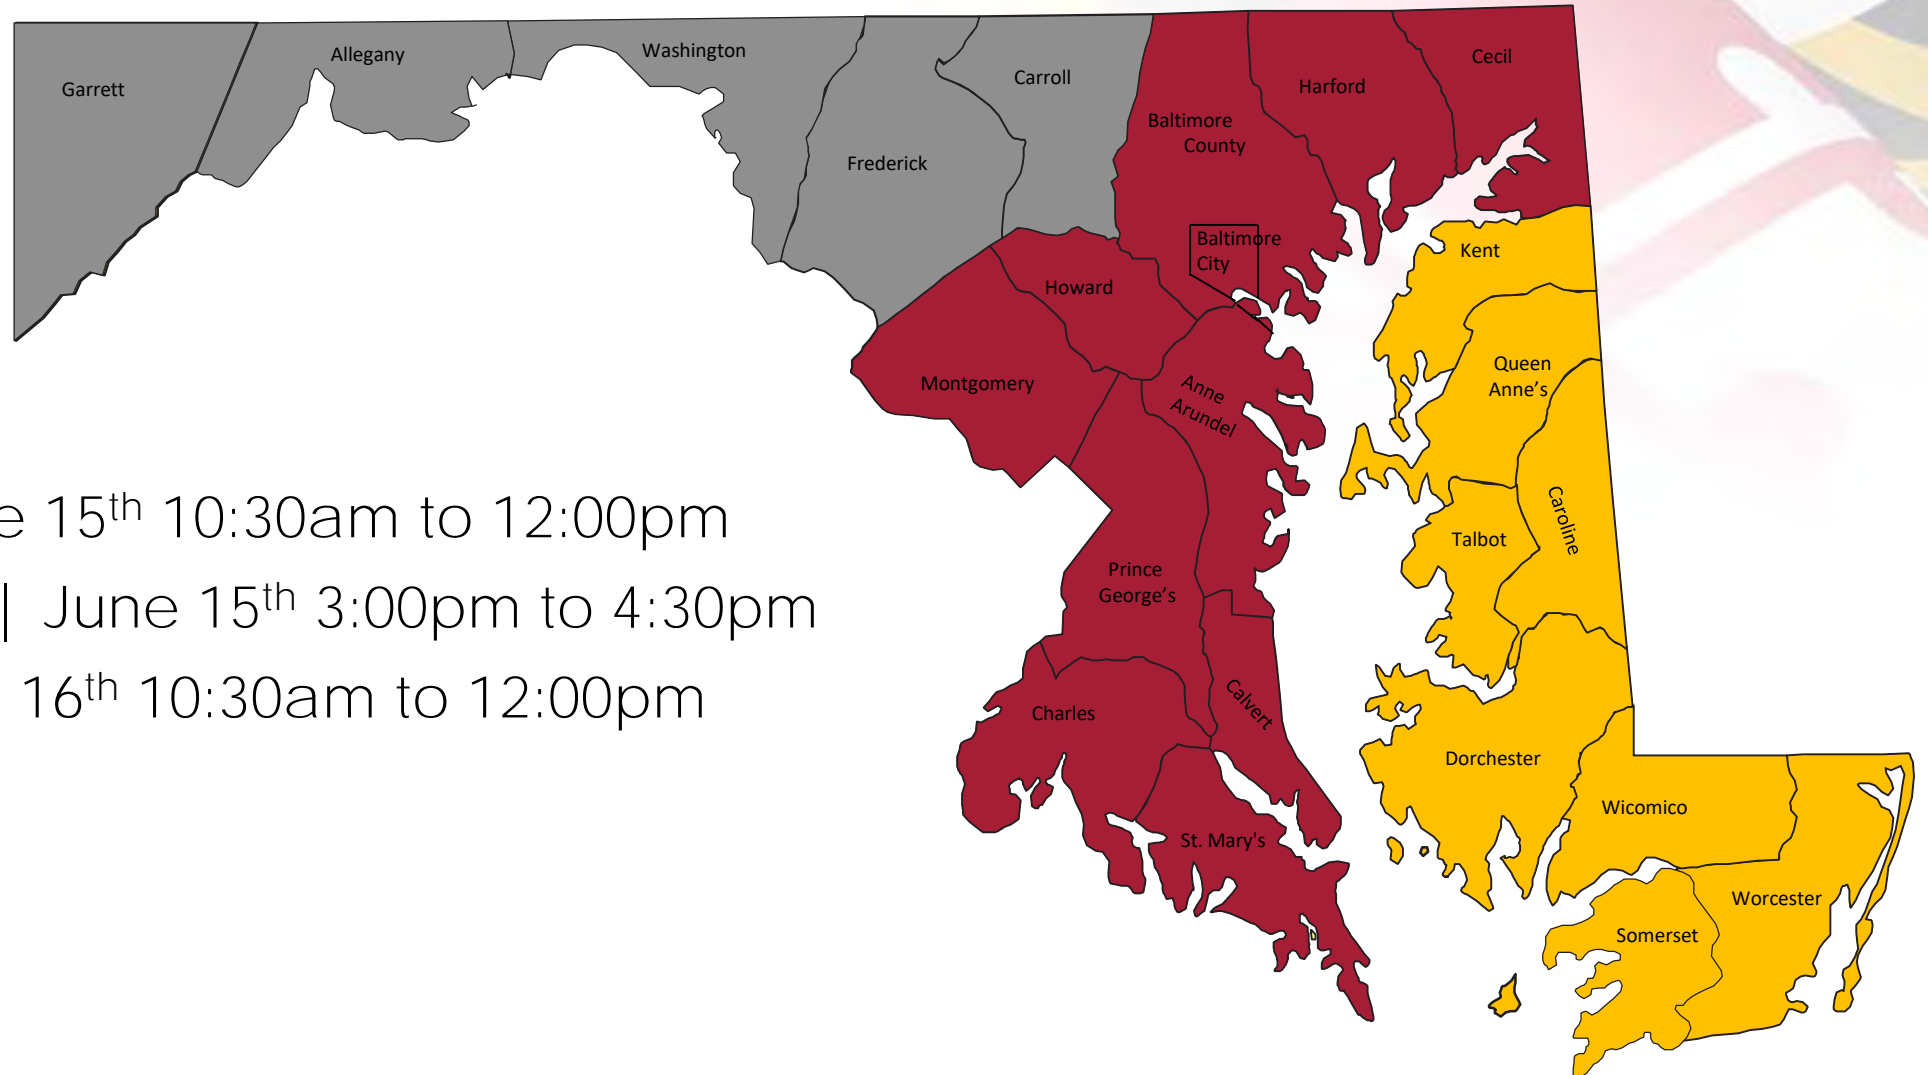 Garrett
Allegany
Washington
Frederick
Carroll
Baltimore
County
Harford
Cecil
Baltimore
City
Howard
Montgomery
Anne
Arundel
Kent
Queen
Anne's
Caroline
Talbot
Prince
George's
Charles
Calvert
St. Mary's
Dorchester
Wicomico
Worcester
Somerset
15th 10:30am to 12:00pm
| June 15th 3:00pm to 4:30pm
16th 10:30am to 12:00pm